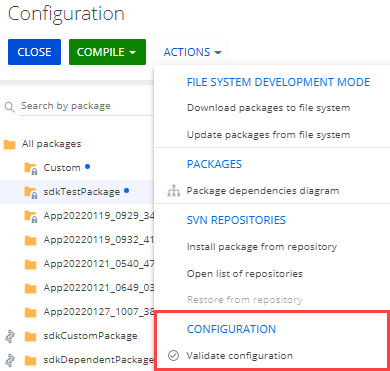 Configuration
CLOSE
COMPILE
ACTIONS
Search by package
All packages
Custom
sdkTestPackage
App20220119_0929_34
App20220119_0932_41
App20220121_0540_47
App20220121_0649_03
App20220127_1007_38
sdkCustomPackage
sdkDependentPackage
FILE SYSTEM DEVELOPMENT MODE
Download packages to file system
Update packages from file system
PACKAGES
Package dependencies diagram
SVN REPOSITORIES
Install package from repository
Open list of repositories
Restore from repository
CONFIGURATION
Validate configuration